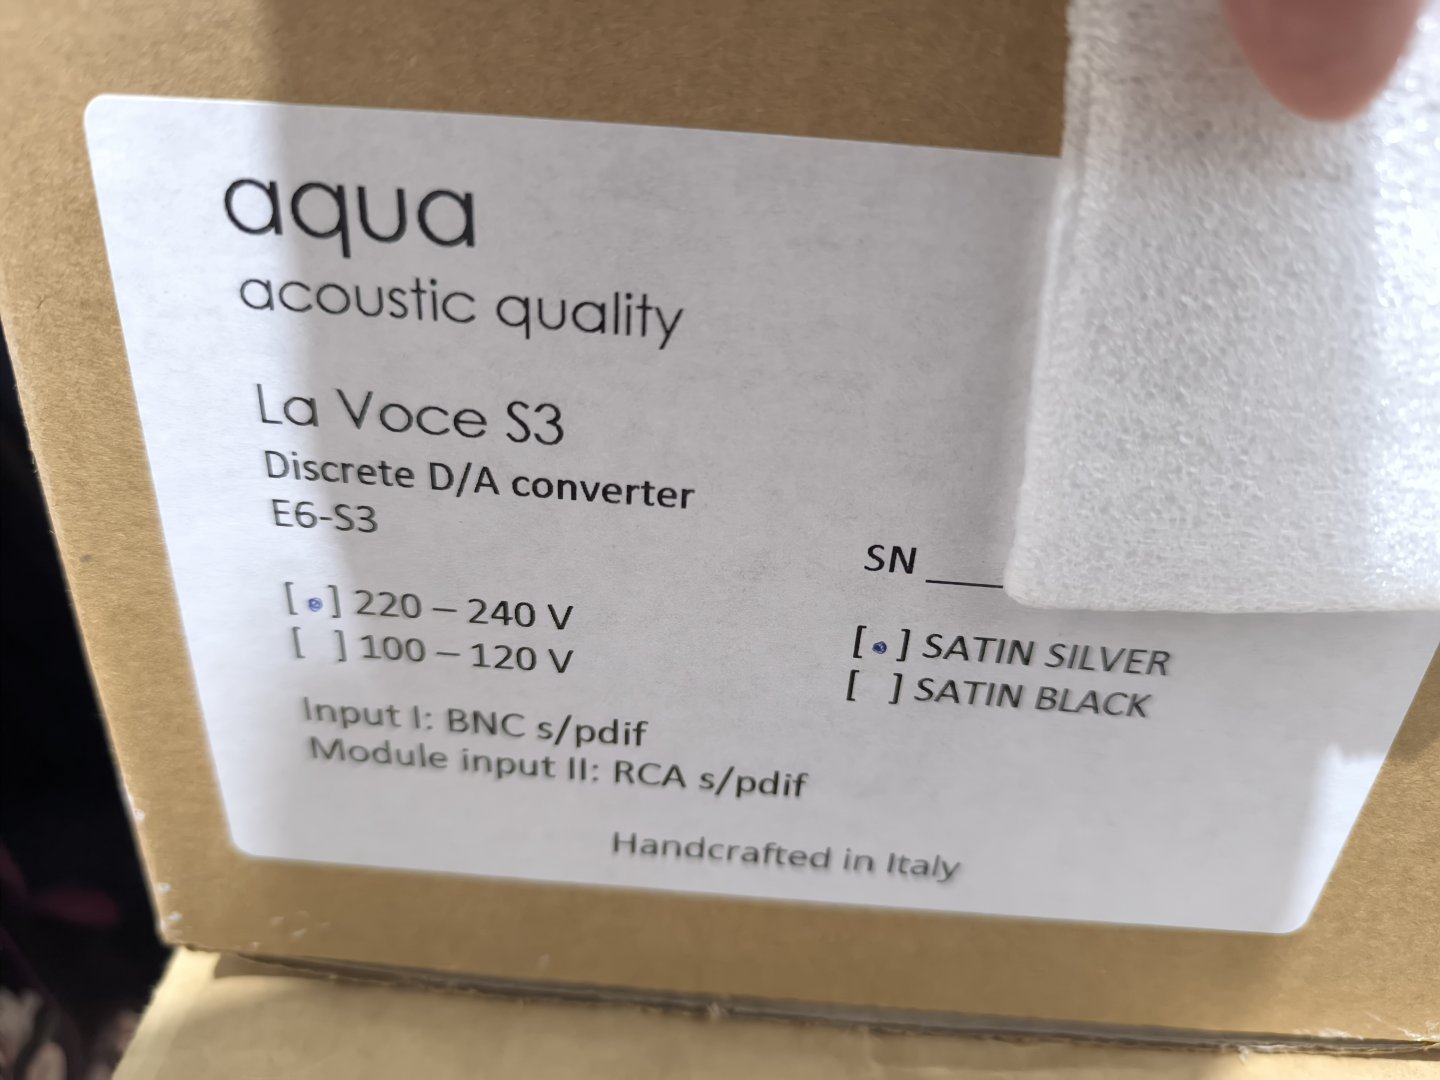 aqua
acoustic quality
La Voce S3
Discrete D/A converter
E6-S3
SN ____
[•] 220 – 240 V
[ ] 100 – 120 V
[•] SATIN SILVER
[ ] SATIN BLACK
Input I: BNC s/pdif
Module input II: RCA s/pdif
Handcrafted in Italy